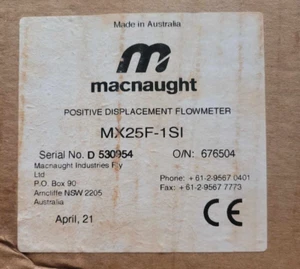 Made in Australia
m
macnaught
POSITIVE DISPLACEMENT FLOWMETER
MX25F-1SI
Serial No. D 530954 O/N: 676504
Macnaught Industries Pty
Ltd
P.O. Box 90 Phone: +61-2-9567 0401
Arncliffe NSW 2205 Fax: +61-2-9567 7773
Australia
April, 21 CE